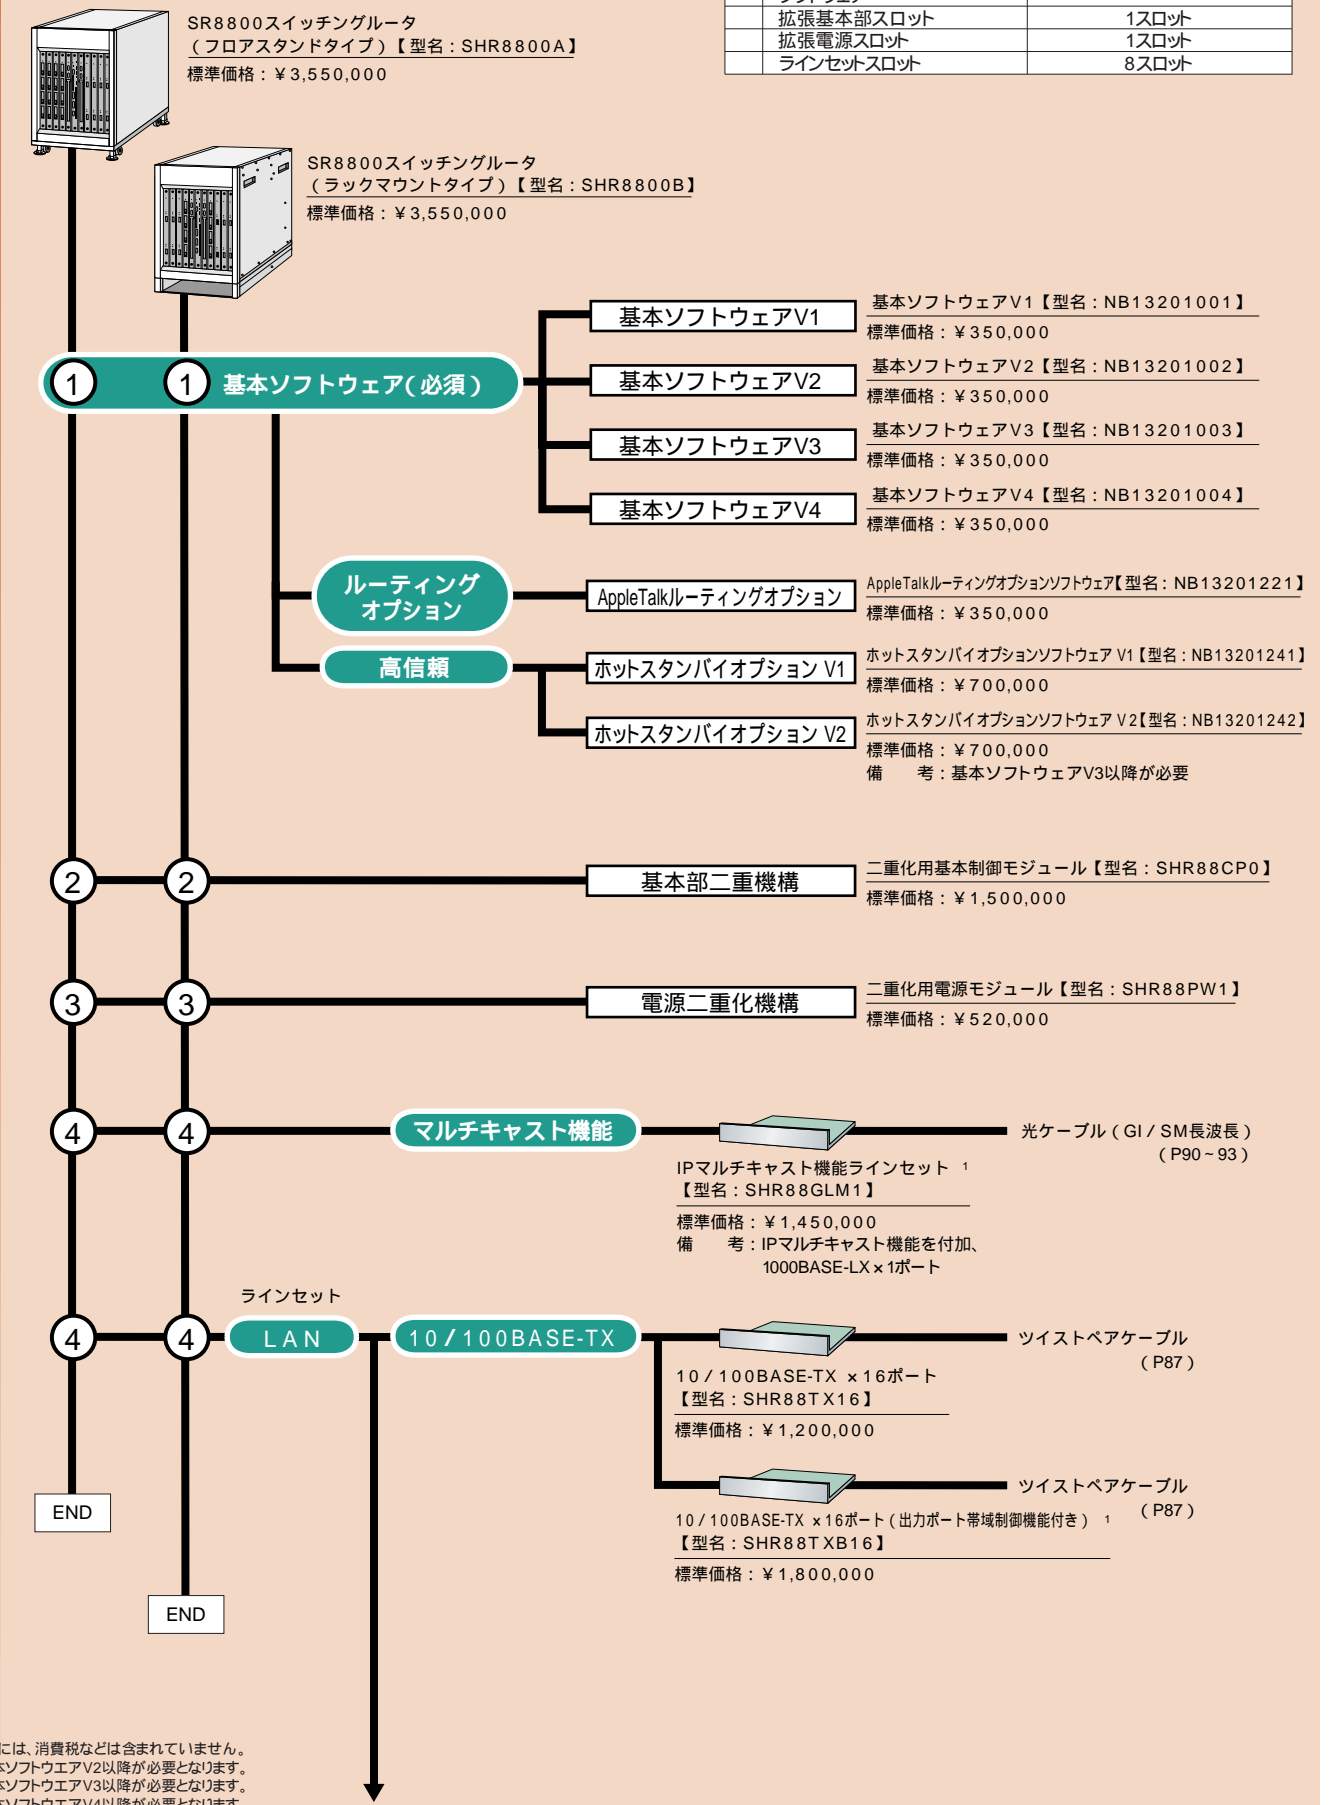 SR8800スイッチングルータ
(フロアスタンドタイプ)【型名:SHR8800A】
標準価格:¥3,550,000
拡張基本部スロット 1スロット
拡張電源スロット 1スロット
ラインセットスロット 8スロット
SR8800スイッチングルータ
(ラックマウントタイプ)【型名:SHR8800B】
標準価格:¥3,550,000
1 1 基本ソフトウェア(必須)
基本ソフトウェアV1
基本ソフトウェアV1【型名:NB13201001】
標準価格:¥350,000
基本ソフトウェアV2
基本ソフトウェアV2【型名:NB13201002】
標準価格:¥350,000
基本ソフトウェアV3
基本ソフトウェアV3【型名:NB13201003】
標準価格:¥350,000
基本ソフトウェアV4
基本ソフトウェアV4【型名:NB13201004】
標準価格:¥350,000
ルーティング
オプション
AppleTalkルーティングオプション
AppleTalkルーティングオプションソフトウェア【型名:NB13201221】
標準価格:¥350,000
高信頼
ホットスタンバイオプション V1
ホットスタンバイオプションソフトウェア V1【型名:NB13201241】
標準価格:¥700,000
ホットスタンバイオプション V2
ホットスタンバイオプションソフトウェア V2【型名:NB13201242】
標準価格:¥700,000
備 考:基本ソフトウェアV3以降が必要
2 2
基本部二重機構
二重化用基本制御モジュール【型名:SHR88CP0】
標準価格:¥1,500,000
3 3
電源二重化機構
二重化用電源モジュール【型名:SHR88PW1】
標準価格:¥520,000
4 4
マルチキャスト機能
光ケーブル(GI/SM長波長)
(P90~93)
IPマルチキャスト機能ラインセット 1
【型名:SHR88GLM1】
標準価格:¥1,450,000
備 考:IPマルチキャスト機能を付加、
1000BASE-LX×1ポート
ラインセット
4 4 LAN 10/100BASE-TX
ツイストペアケーブル
(P87)
10/100BASE-TX ×16ポート
【型名:SHR88TX16】
標準価格:¥1,200,000
ツイストペアケーブル
(P87)
10/100BASE-TX ×16ポート(出力ポート帯域制御機能付き) 1
【型名:SHR88TXB16】
標準価格:¥1,800,000
END
END
には、消費税などは含まれていません。
ソフトウエアV2以降が必要となります。
ソフトウエアV3以降が必要となります。
ソフトウエアV4以降が必要となります。